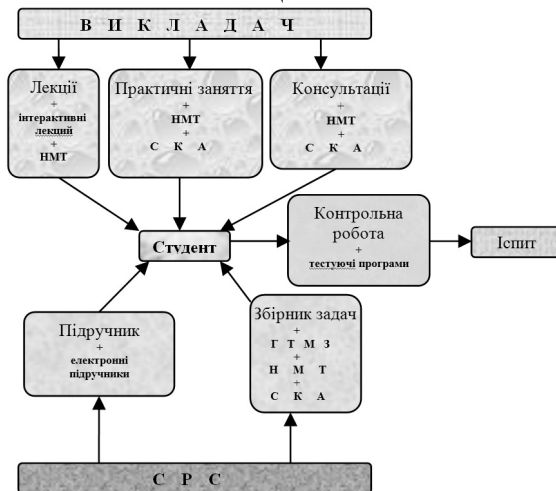 В И К Л А Д А Ч
Лекції
+
інтерактивні
лекций
+
НМТ
Практичні заняття
+
НМТ
+
С К А
Консультації
+
НМТ
+
С К А
Студент
Контрольна
робота
+
тестуючі програми
Іспит
Підручник
+
електронні
підручники
Збірник задач
+
Г Т М З
+
Н М Т
+
С К А
С Р С